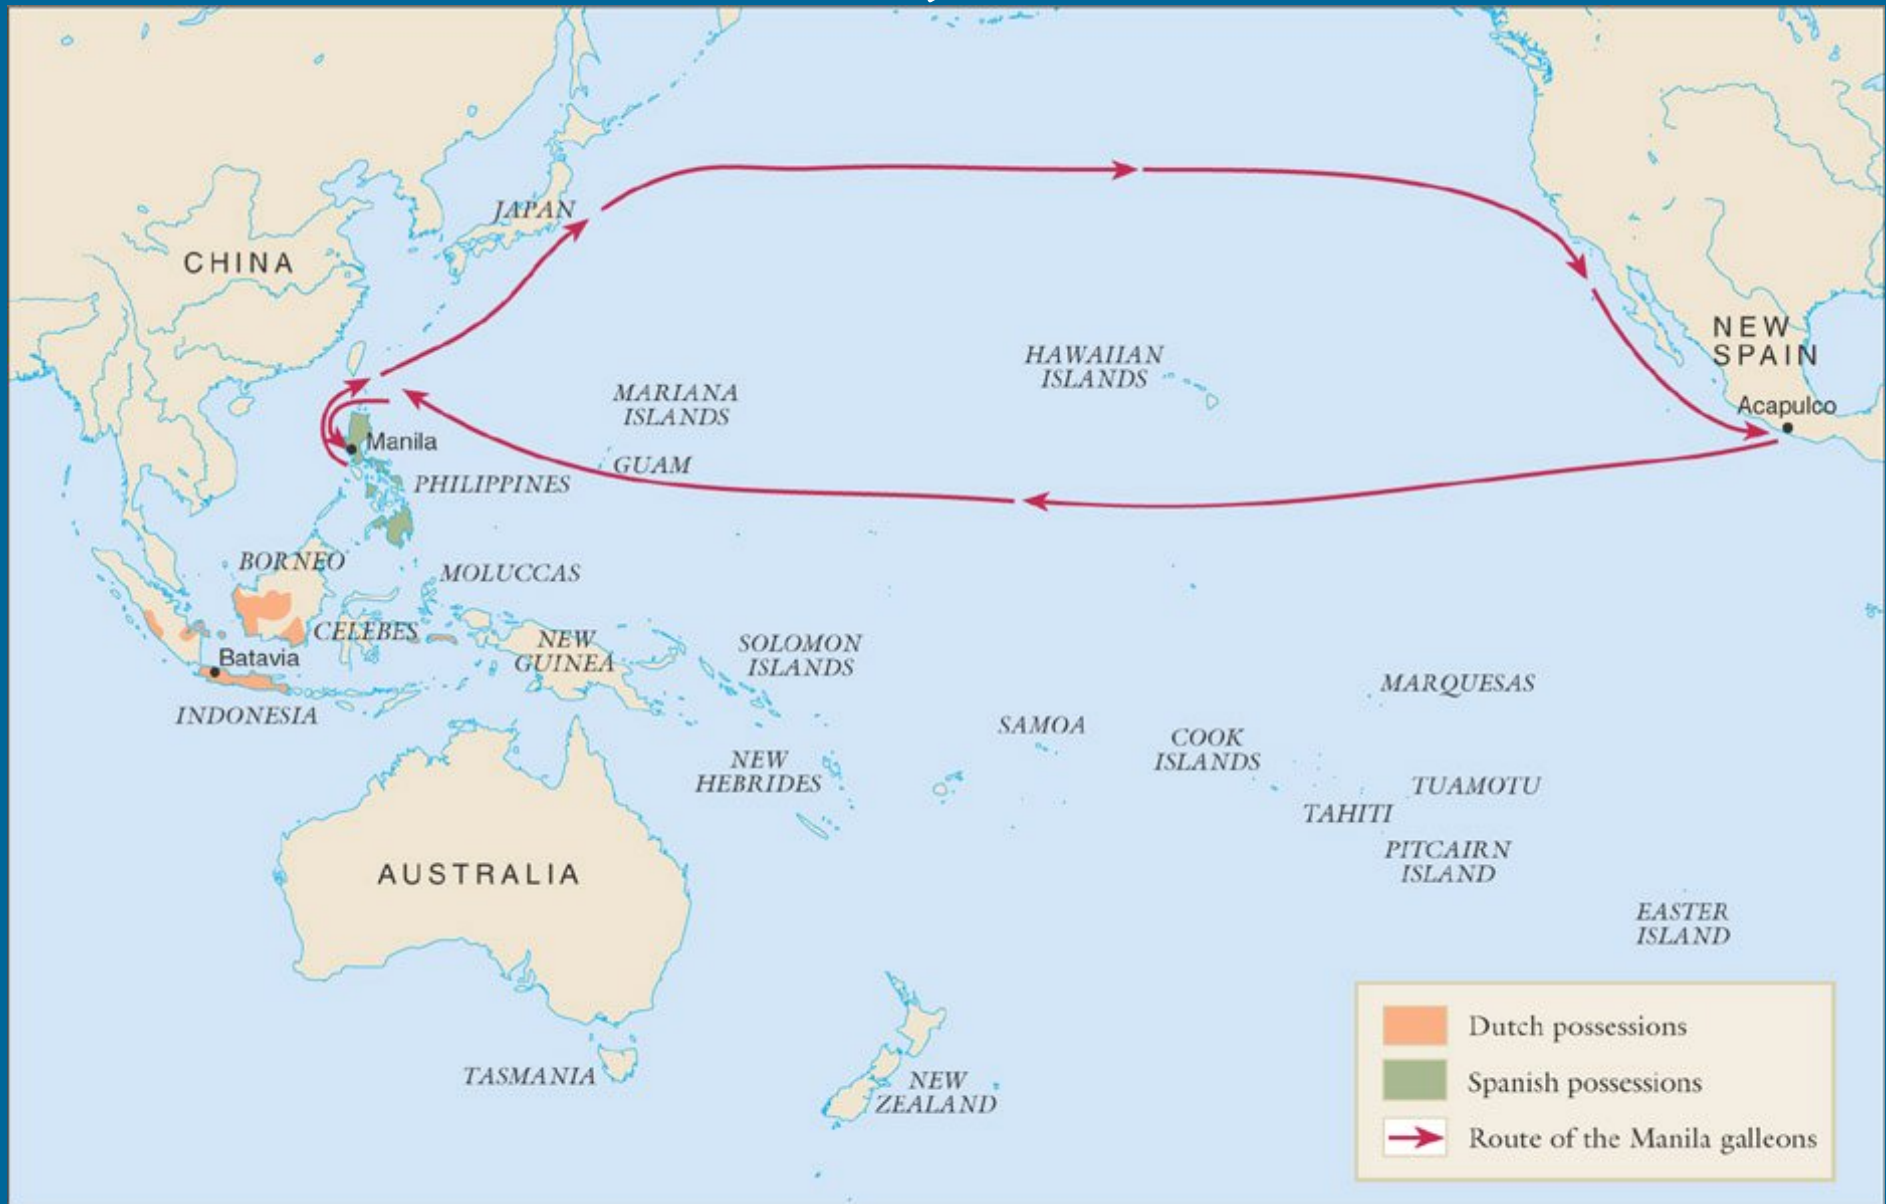 JAPAN
CHINA
NEW
SPAIN
HAWAIIAN
ISLANDS
MARIANA
ISLANDS
Acapulco
Manila
GUAM
PHILIPPINES
BORNEO
MOLUCCAS
CELEBES
NEW
GUINEA
SOLOMON
ISLANDS
Batavia
MARQUESAS
INDONESIA
SAMOA
COOK
ISLANDS
NEW
HEBRIDES
TUAMOTU
TAHITI
PITCAIRN
ISLAND
AUSTRALIA
EASTER
ISLAND
TASMANIA
NEW
ZEALAND
Dutch possessions
Spanish possessions
Route of the Manila galleons